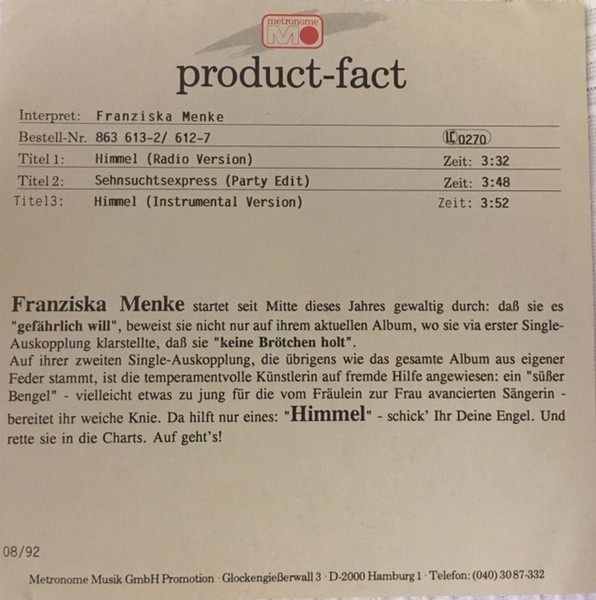 metronome
MO
product-fact
Interpret: Franziska Menke
Bestell-Nr. 863 613-2/ 612-7 LC 0270
Titel 1: Himmel (Radio Version) Zeit: 3:32
Titel 2: Sehnsuchtsexpress (Party Edit) Zeit: 3:48
Titel3: Himmel (Instrumental Version) Zeit: 3:52
Franziska Menke startet seit Mitte dieses Jahres gewaltig durch: daß sie es
"gefährlich will", beweist sie nicht nur auf ihrem aktuellen Album, wo sie via erster Single-
Auskopplung klarstellte, daß sie "keine Brötchen holt".
Auf ihrer zweiten Single-Auskopplung, die übrigens wie das gesamte Album aus eigener
Feder stammt, ist die temperamentvolle Künstlerin auf fremde Hilfe angewiesen: ein "süßer
Bengel" - vielleicht etwas zu jung für die vom Fräulein zur Frau avancierten Sängerin -
bereitet ihr weiche Knie. Da hilft nur eines: "Himmel" - schick' Ihr Deine Engel. Und
rette sie in die Charts. Auf geht's!
08/92
Metronome Musik GmbH Promotion · Glockengießerwall 3 · D-2000 Hamburg 1 · Telefon: (040) 30 87-332